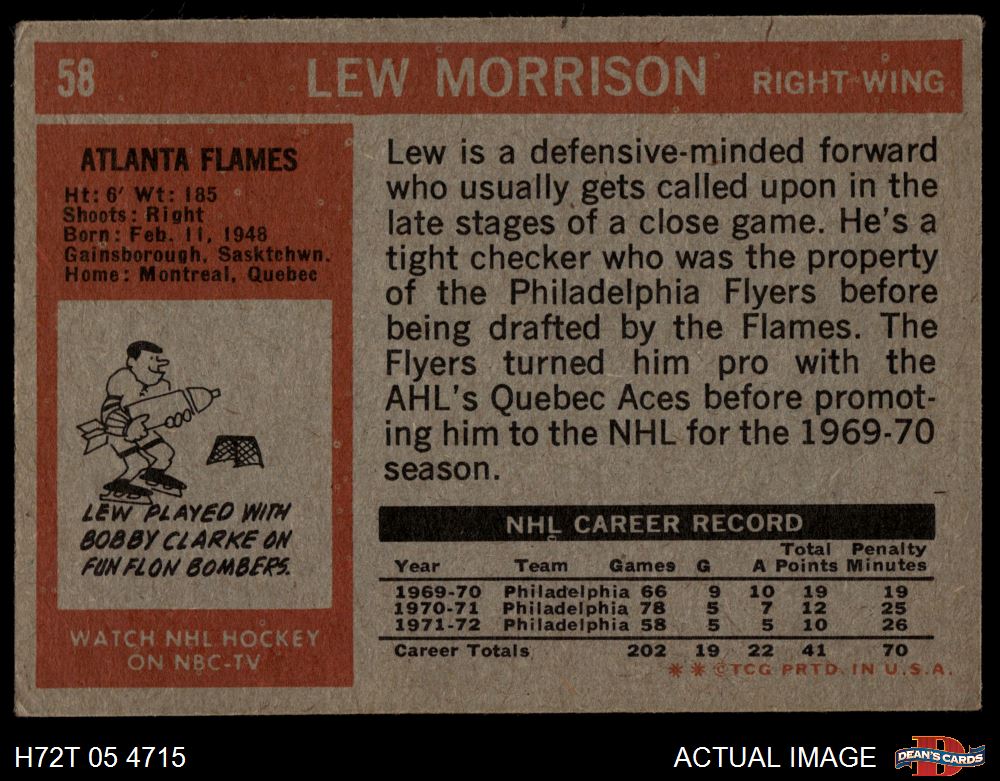 58 LEW MORRISON RIGHT-WING
ATLANTA FLAMES
Ht: 6' Wt: 185
Shoots: Right
Born: Feb. 11, 1948
Gainsborough, Sasktchwn.
Home: Montreal, Quebec
LEW PLAYED WITH
BOBBY CLARKE ON
FLIN FLON BOMBERS.
WATCH NHL HOCKEY
ON NBC-TV
Lew is a defensive-minded forward
who usually gets called upon in the
late stages of a close game. He's a
tight checker who was the property
of the Philadelphia Flyers before
being drafted by the Flames. The
Flyers turned him pro with the
AHL's Quebec Aces before promot-
ing him to the NHL for the 1969-70
season.
NHL CAREER RECORD
Year Team Games G A Total Points Penalty Minutes
1969-70 Philadelphia 66 9 10 19 19
1970-71 Philadelphia 78 5 7 12 25
1971-72 Philadelphia 58 5 5 10 26
Career Totals 202 19 22 41 70
* * © TCG PRTD. IN U.S.A.
H72T 05 4715
ACTUAL IMAGE
D
DEAN'S CARDS